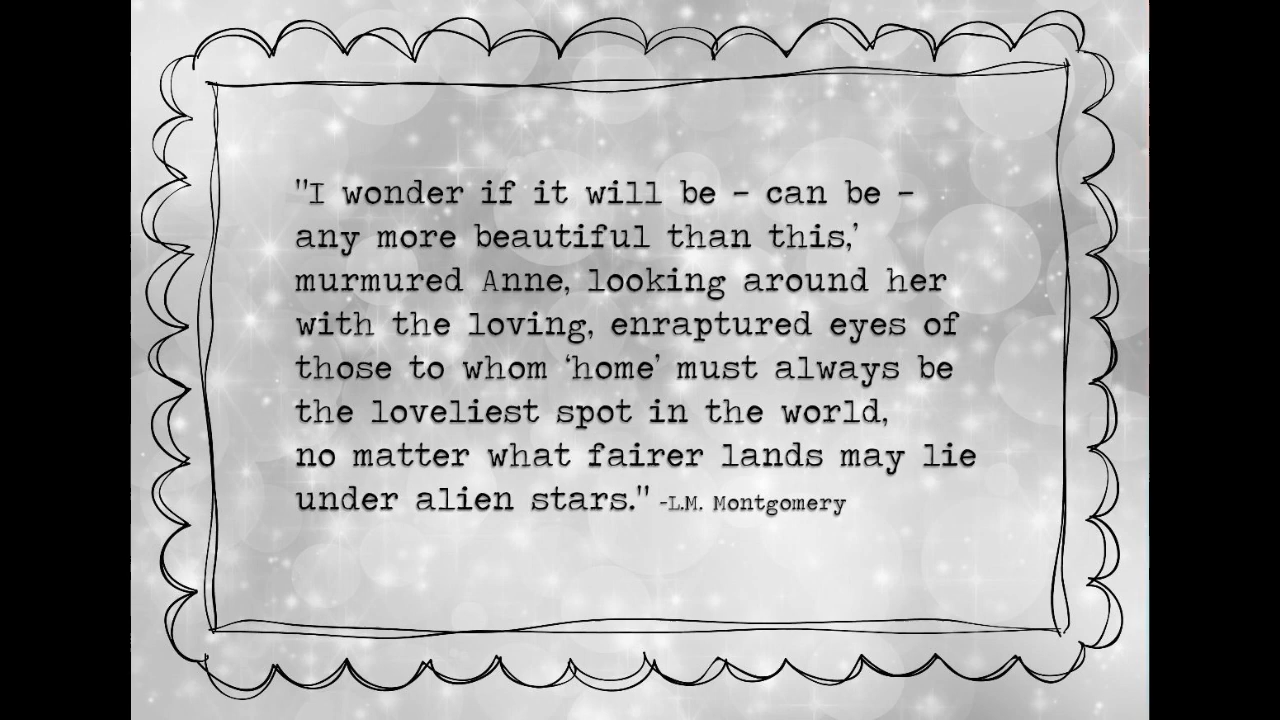 "I wonder if it will be – can be –
any more beautiful than this,’
murmured Anne, looking around her
with the loving, enraptured eyes of
those to whom ‘home’ must always be
the loveliest spot in the world,
no matter what fairer lands may lie
under alien stars." -L.M. Montgomery